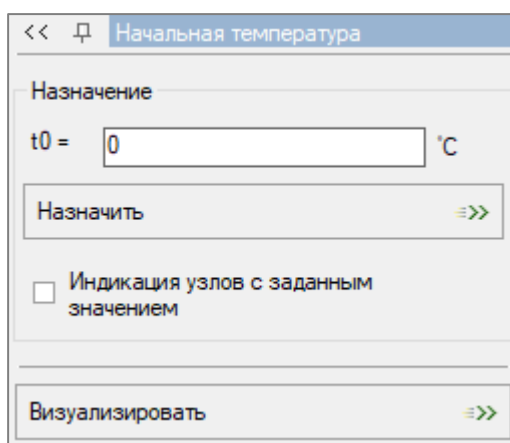 << Начальная температура
Назначение
t0 = 0 °C
Назначить
Индикация узлов с заданным
значением
Визуализировать